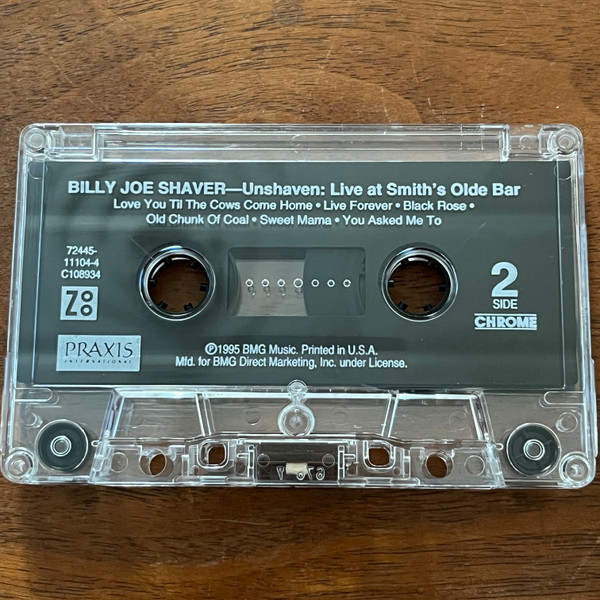 BILLY JOE SHAVER—Unshaven: Live at Smith's Olde Bar
Love You Til The Cows Come Home • Live Forever • Black Rose •
Old Chunk Of Coal • Sweet Mama • You Asked Me To
72445-
11104-4
C108934
ZOO
PRAXIS
INTERNATIONAL
2
SIDE
CHROME
℗1995 BMG Music. Printed in U.S.A.
Mfd. for BMG Direct Marketing, Inc. under License.